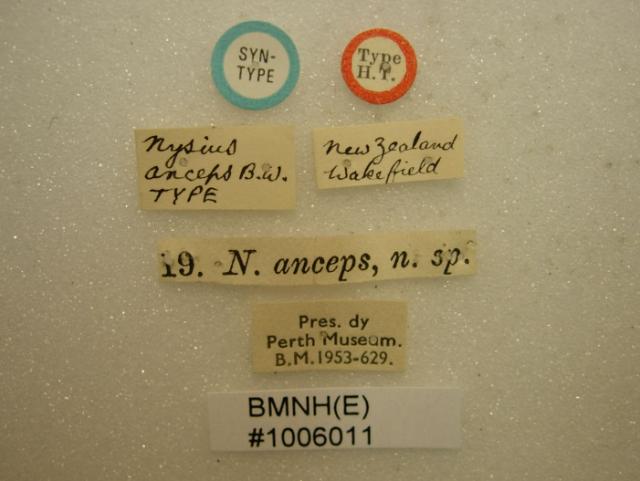 SYN-
TYPE
Type
H.T.
Nysius
anceps B.W.
TYPE
New Zealand
Wakefield
19. N. anceps, n. sp.
Pres. dy
Perth Museum.
B.M.1953-629.
BMNH(E)
#1006011